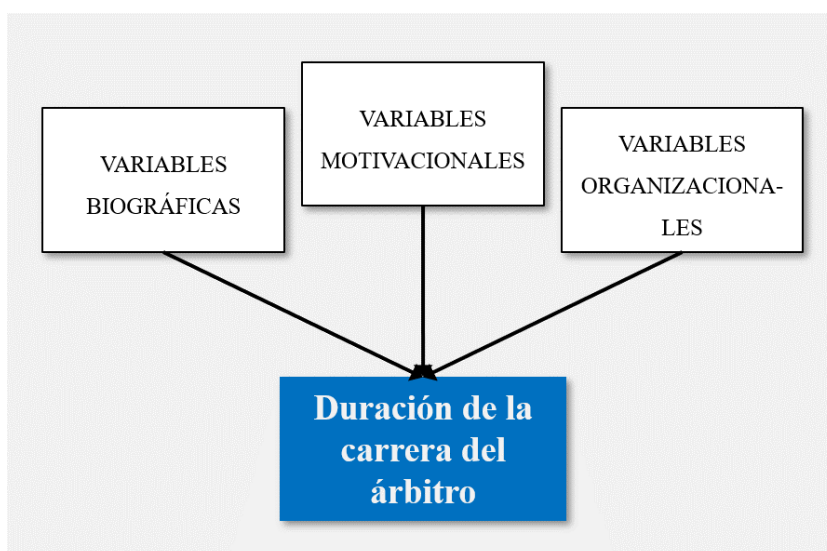 VARIABLES
BIOGRÁFICAS
VARIABLES
MOTIVACIONALES
VARIABLES
ORGANIZACIONA-
LES
Duración de la
carrera del
árbitro